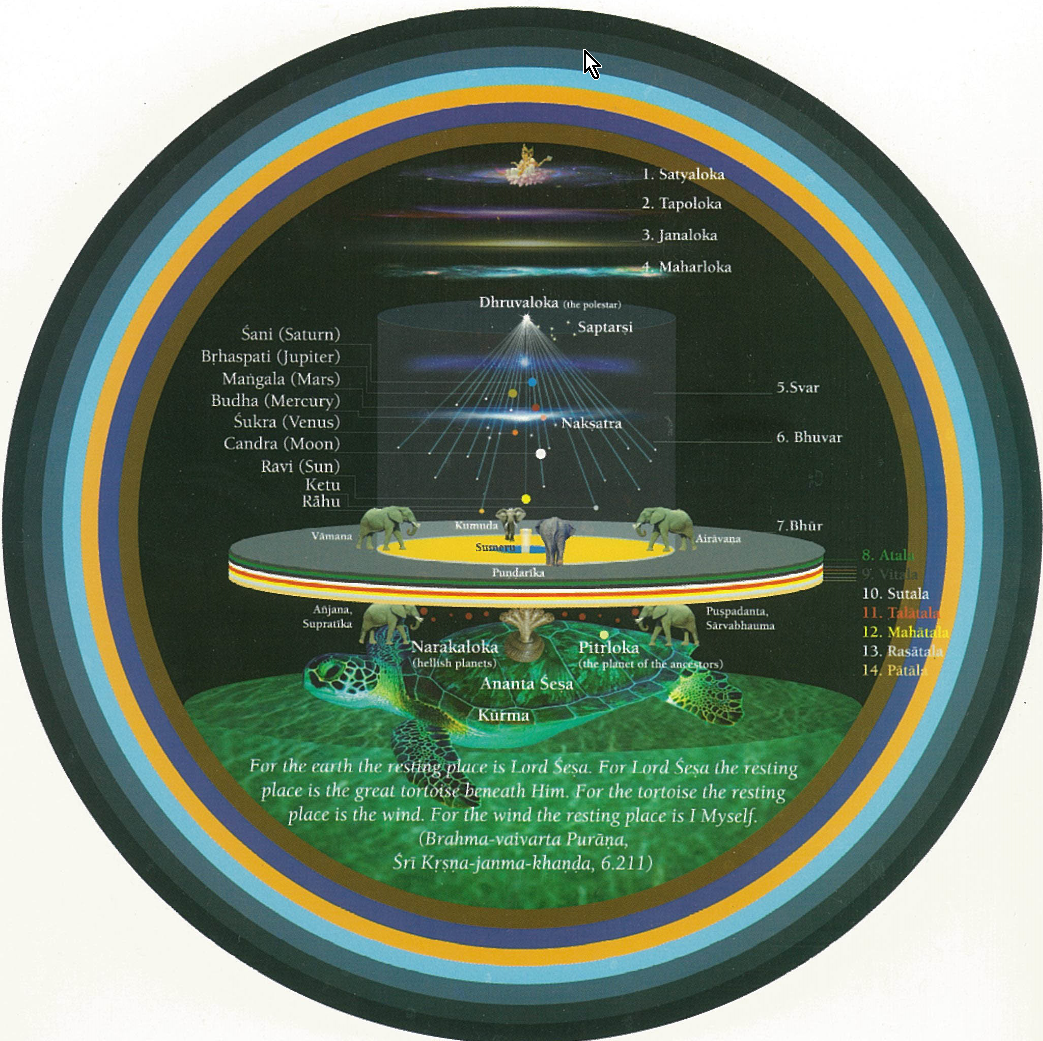 1. Satyaloka
2. Tapoloka
3. Janaloka
4. Maharloka
Dhruvaloka (the polestar)
Saptarṣi
Śani (Saturn)
Bṛhaspati (Jupiter)
Maṅgala (Mars)
Budha (Mercury)
Śukra (Venus)
Candra (Moon)
Ravi (Sun)
Ketu
Rāhu
5.Svar
Nakṣatra
6. Bhuvar
7.Bhūr
Vāmana
Kumuda
Airāvaṇa
Sumeru
Puṇḍarīka
8. Atala
9. Vitala
10. Sutala
11. Talātala
12. Mahātala
13. Rasātala
14. Pātāla
Añjana,
Supratīka
Puṣpadanta,
Sārvabhauma
Narakaloka
(hellish planets)
Pitṛloka
(the planet of the ancestors)
Ananta Śeṣa
Kūrma
For the earth the resting place is Lord Śeṣa. For Lord Śeṣa the resting
place is the great tortoise beneath Him. For the tortoise the resting
place is the wind. For the wind the resting place is I Myself.
(Brahma-vaivarta Purāṇa,
Śrī Kṛṣṇa-janma-khaṇḍa, 6.211)